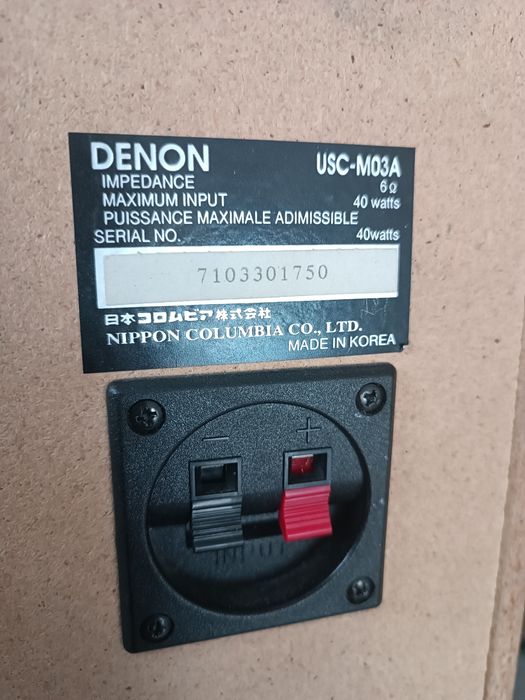 DENON USC-M03A
IMPEDANCE 6Ω
MAXIMUM INPUT 40 watts
PUISSANCE MAXIMALE ADIMISSIBLE
40watts
SERIAL NO.
7103301750
日本コロムビア株式会社
NIPPON COLUMBIA CO., LTD.
MADE IN KOREA
− +
INPUT